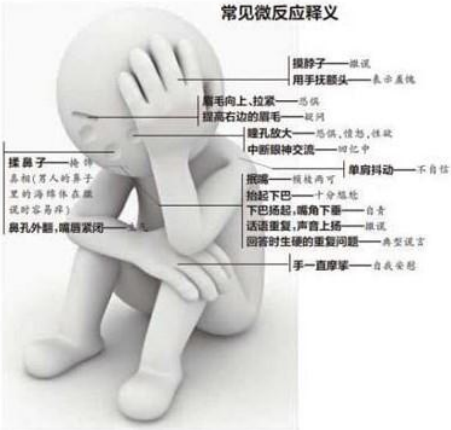 常见微反应释义
摸脖子——撒谎
用手抚额头——表示羞愧
眉毛向上、拉紧——恐惧
提高右边的眉毛——疑问
瞳孔放大——恐惧,愤怒,性欲
中断眼神交流——回忆中
单肩抖动——不自信
揉鼻子——掩饰
真相(男人的鼻子
里的海绵体在撒
谎时容易痒)
鼻孔外翻,嘴唇紧闭——生气
抿嘴——模棱两可
抬起下巴——十分尴尬
下巴扬起,嘴角下垂——自责
话语重复,声音上扬——撒谎
回答时生硬的重复问题——典型谎言
手一直摩挲——自我安慰